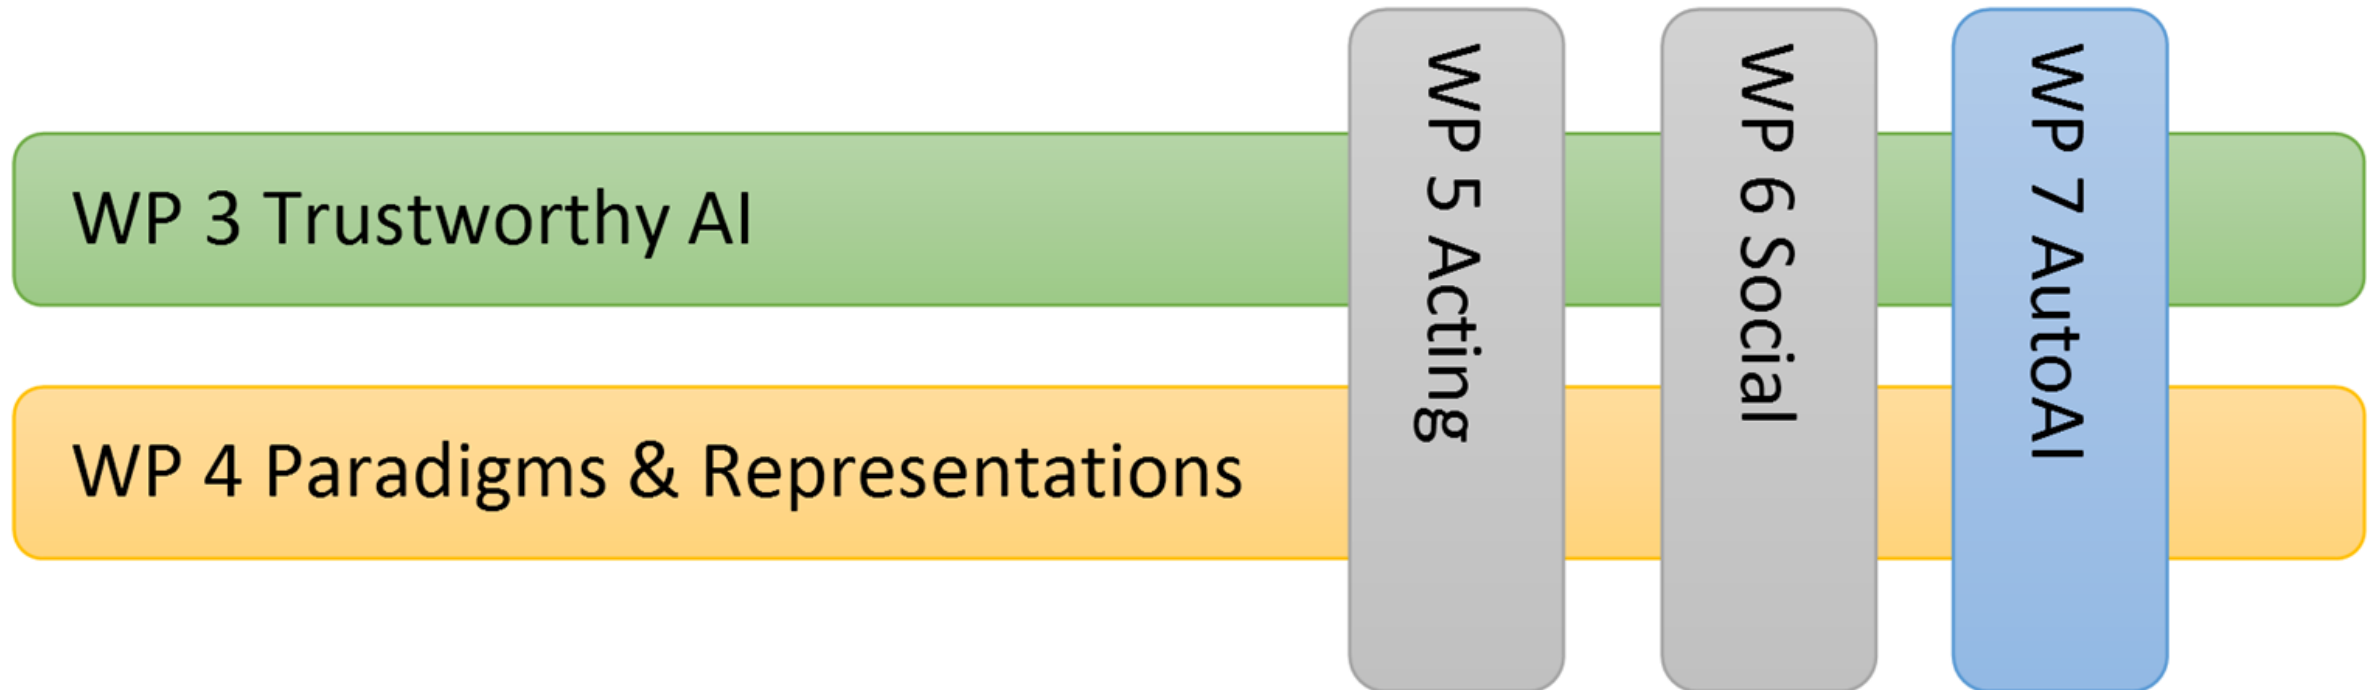 WP 3 Trustworthy AI
WP 4 Paradigms & Representations
WP 5 Acting
WP 6 Social
WP 7 AutoAI